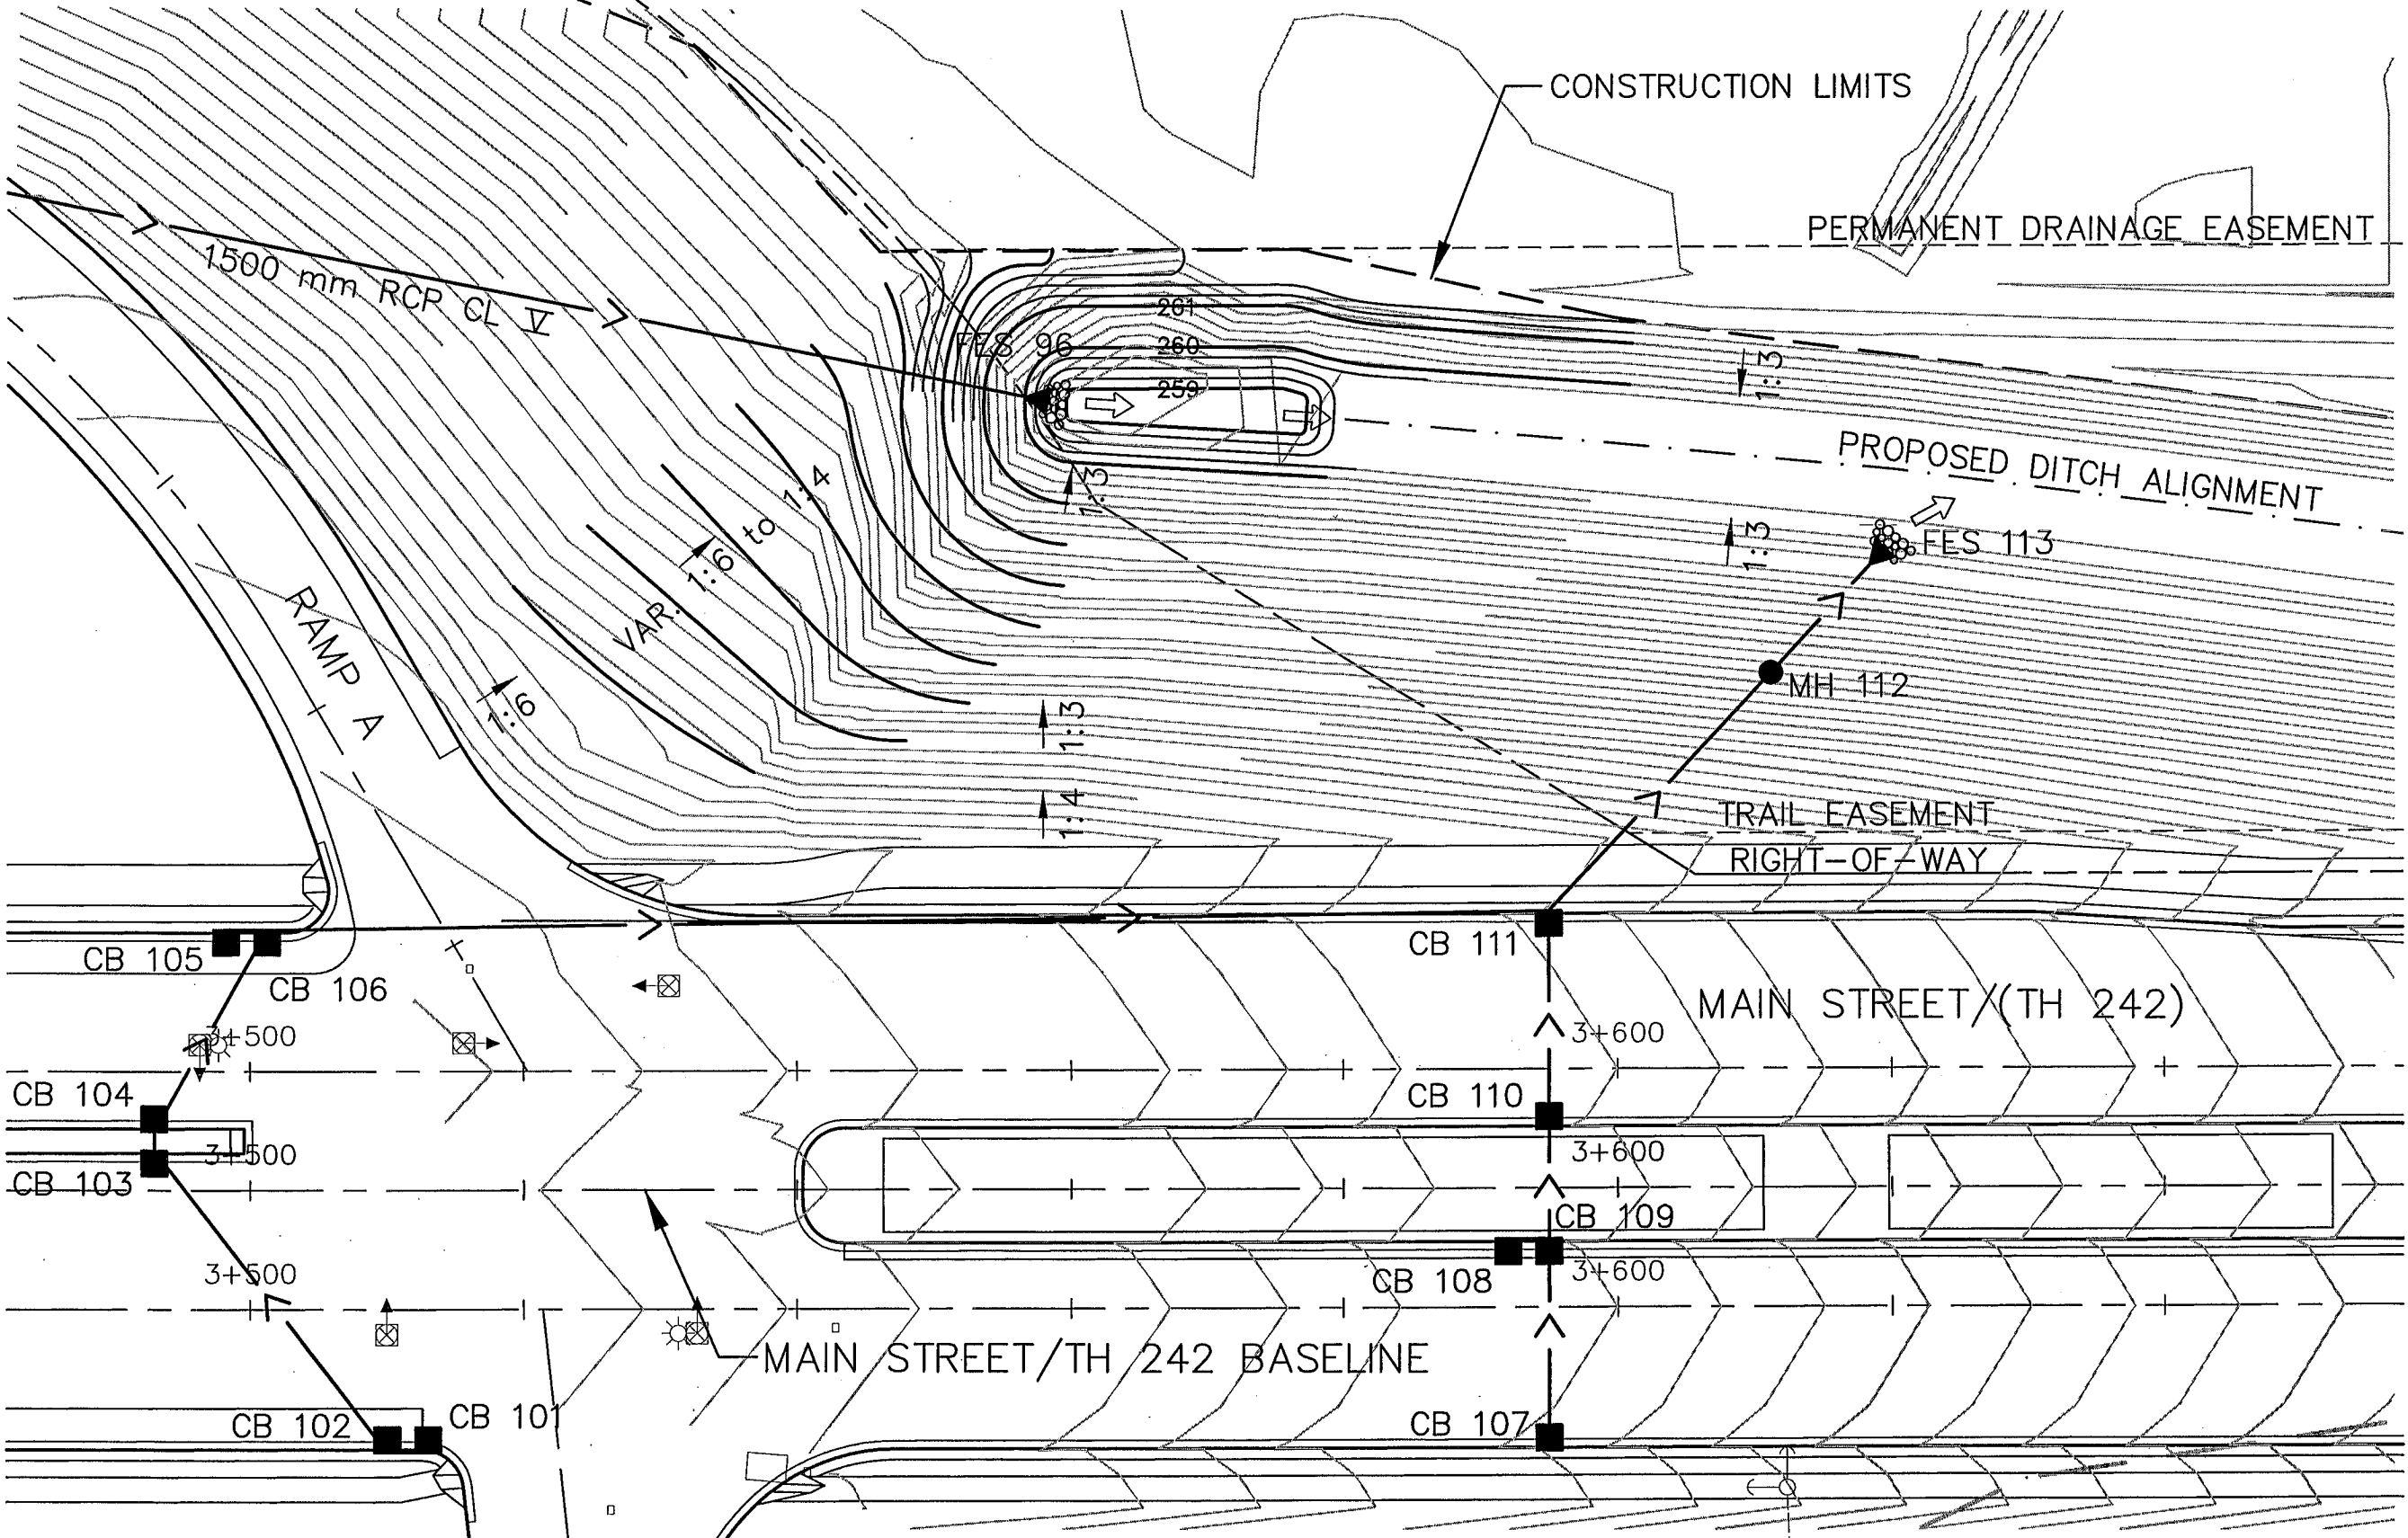 CONSTRUCTION LIMITS
PERMANENT DRAINAGE EASEMENT
1500 mm RCP CL V
261
FES 96
260
259
1:3
PROPOSED DITCH ALIGNMENT
1:3
1:3
FES 113
VAR. 1:6 to 1:4
RAMP A
1:6
MH 112
1:3
1:4
TRAIL EASEMENT
RIGHT-OF-WAY
CB 105
CB 106
CB 111
MAIN STREET/(TH 242)
3+500
3+600
CB 104
CB 110
3+500
3+600
CB 103
CB 109
3+500
CB 108
3+600
MAIN STREET/TH 242 BASELINE
CB 102
CB 101
CB 107